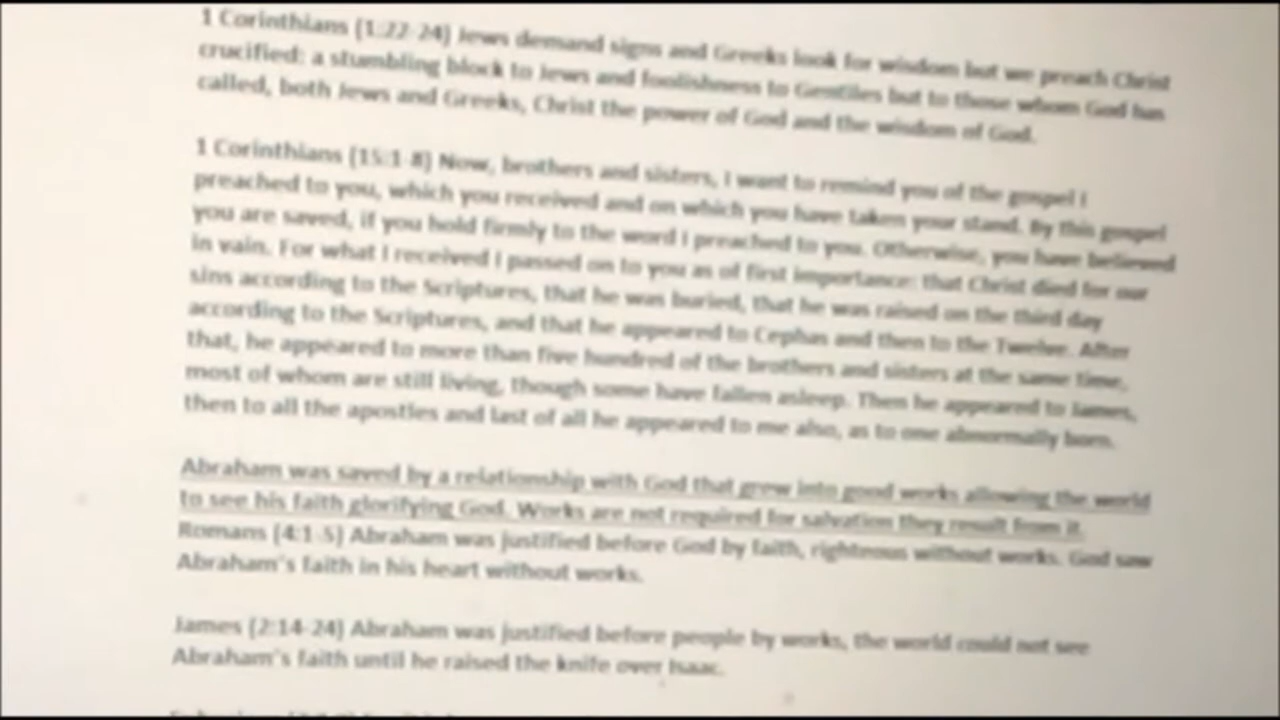 1 Corinthians (1:22-24) Jews demand signs and Greeks look for wisdom but we preach Christ
crucified: a stumbling block to Jews and foolishness to Gentiles but to those whom God has
called, both Jews and Greeks, Christ the power of God and the wisdom of God.
1 Corinthians (15:1-8) Now, brothers and sisters, I want to remind you of the gospel I
preached to you, which you received and on which you have taken your stand. By this gospel
you are saved, if you hold firmly to the word I preached to you. Otherwise, you have believed
in vain. For what I received I passed on to you as of first importance: that Christ died for our
sins according to the Scriptures, that he was buried, that he was raised on the third day
according to the Scriptures, and that he appeared to Cephas and then to the Twelve. After
that, he appeared to more than five hundred of the brothers and sisters at the same time,
most of whom are still living, though some have fallen asleep. Then he appeared to James,
then to all the apostles and last of all he appeared to me also, as to one abnormally born.
Abraham was saved by a relationship with God that grew into good works allowing the world
to see his faith glorifying God. Works are not required for salvation they result from it.
Romans (4:1-5) Abraham was justified before God by faith, righteous without works. God saw
Abraham's faith in his heart without works.
James (2:14-24) Abraham was justified before people by works, the world could not see
Abraham's faith until he raised the knife over Isaac.